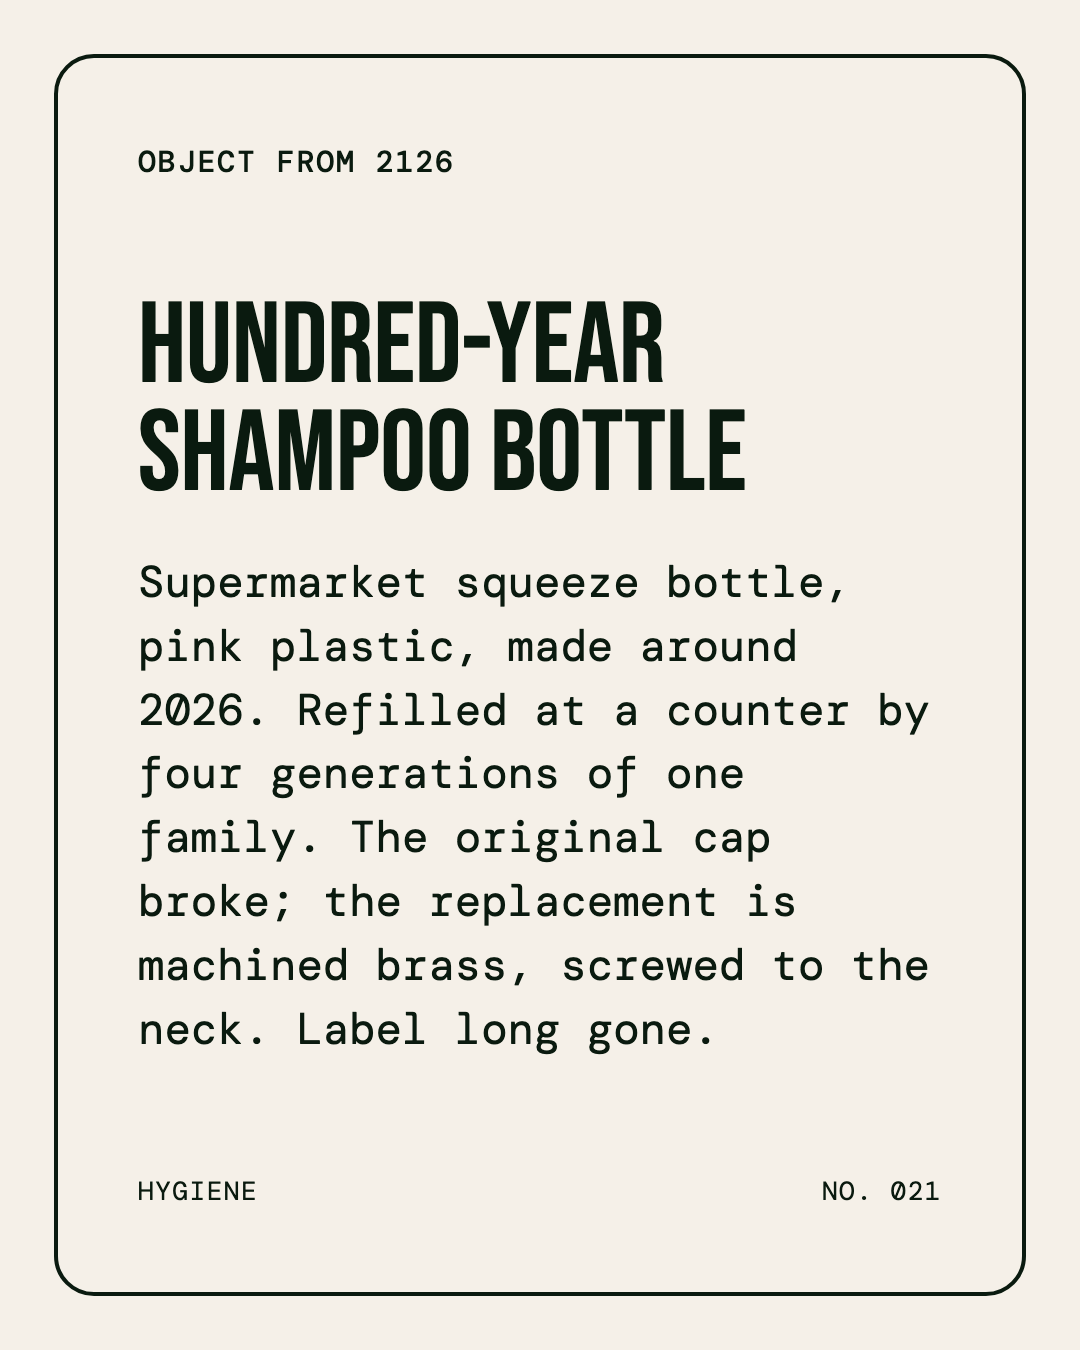 OBJECT FROM 2126
HUNDRED-YEAR
SHAMPOO BOTTLE
Supermarket squeeze bottle,
pink plastic, made around
2026. Refilled at a counter by
four generations of one
family. The original cap
broke; the replacement is
machined brass, screwed to the
neck. Label long gone.
HYGIENE
NO. 021